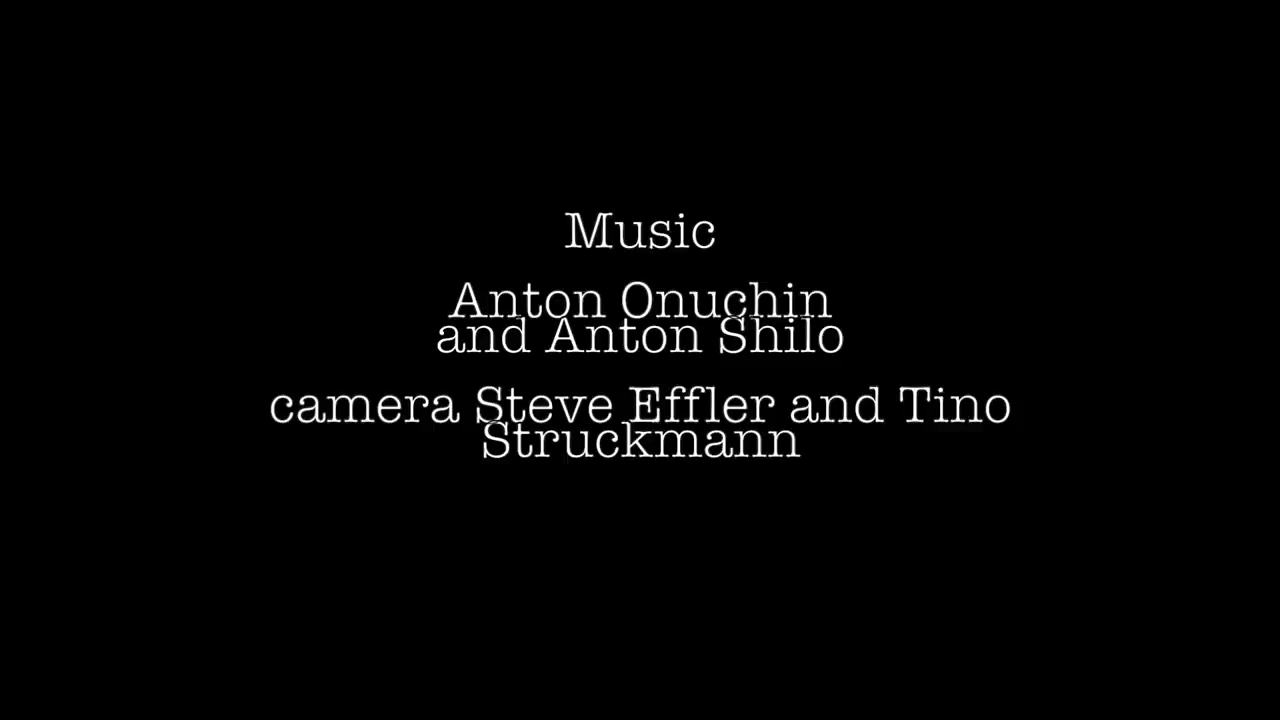 Music
Anton Onuchin
and Anton Shilo
camera Steve Effler and Tino
Struckmann